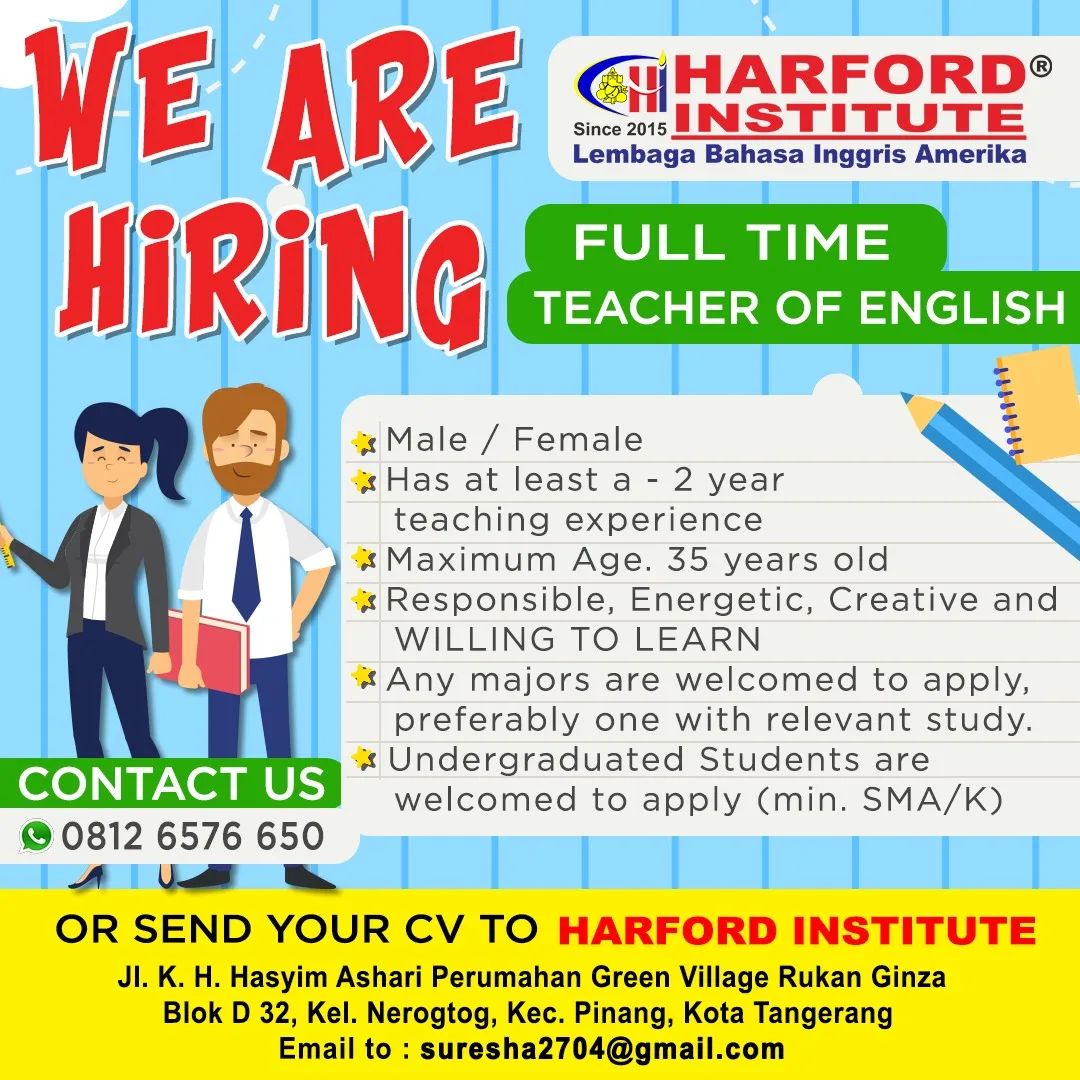 WE ARE
HiRiNG
HARFORD®
INSTITUTE
Since 2015
Lembaga Bahasa Inggris Amerika
FULL TIME
TEACHER OF ENGLISH
Male / Female
Has at least a - 2 year
teaching experience
Maximum Age. 35 years old
Responsible, Energetic, Creative and
WILLING TO LEARN
Any majors are welcomed to apply,
preferably one with relevant study.
Undergraduated Students are
welcomed to apply (min. SMA/K)
CONTACT US
0812 6576 650
OR SEND YOUR CV TO HARFORD INSTITUTE
Jl. K. H. Hasyim Ashari Perumahan Green Village Rukan Ginza
Blok D 32, Kel. Nerogtog, Kec. Pinang, Kota Tangerang
Email to : suresha2704@gmail.com